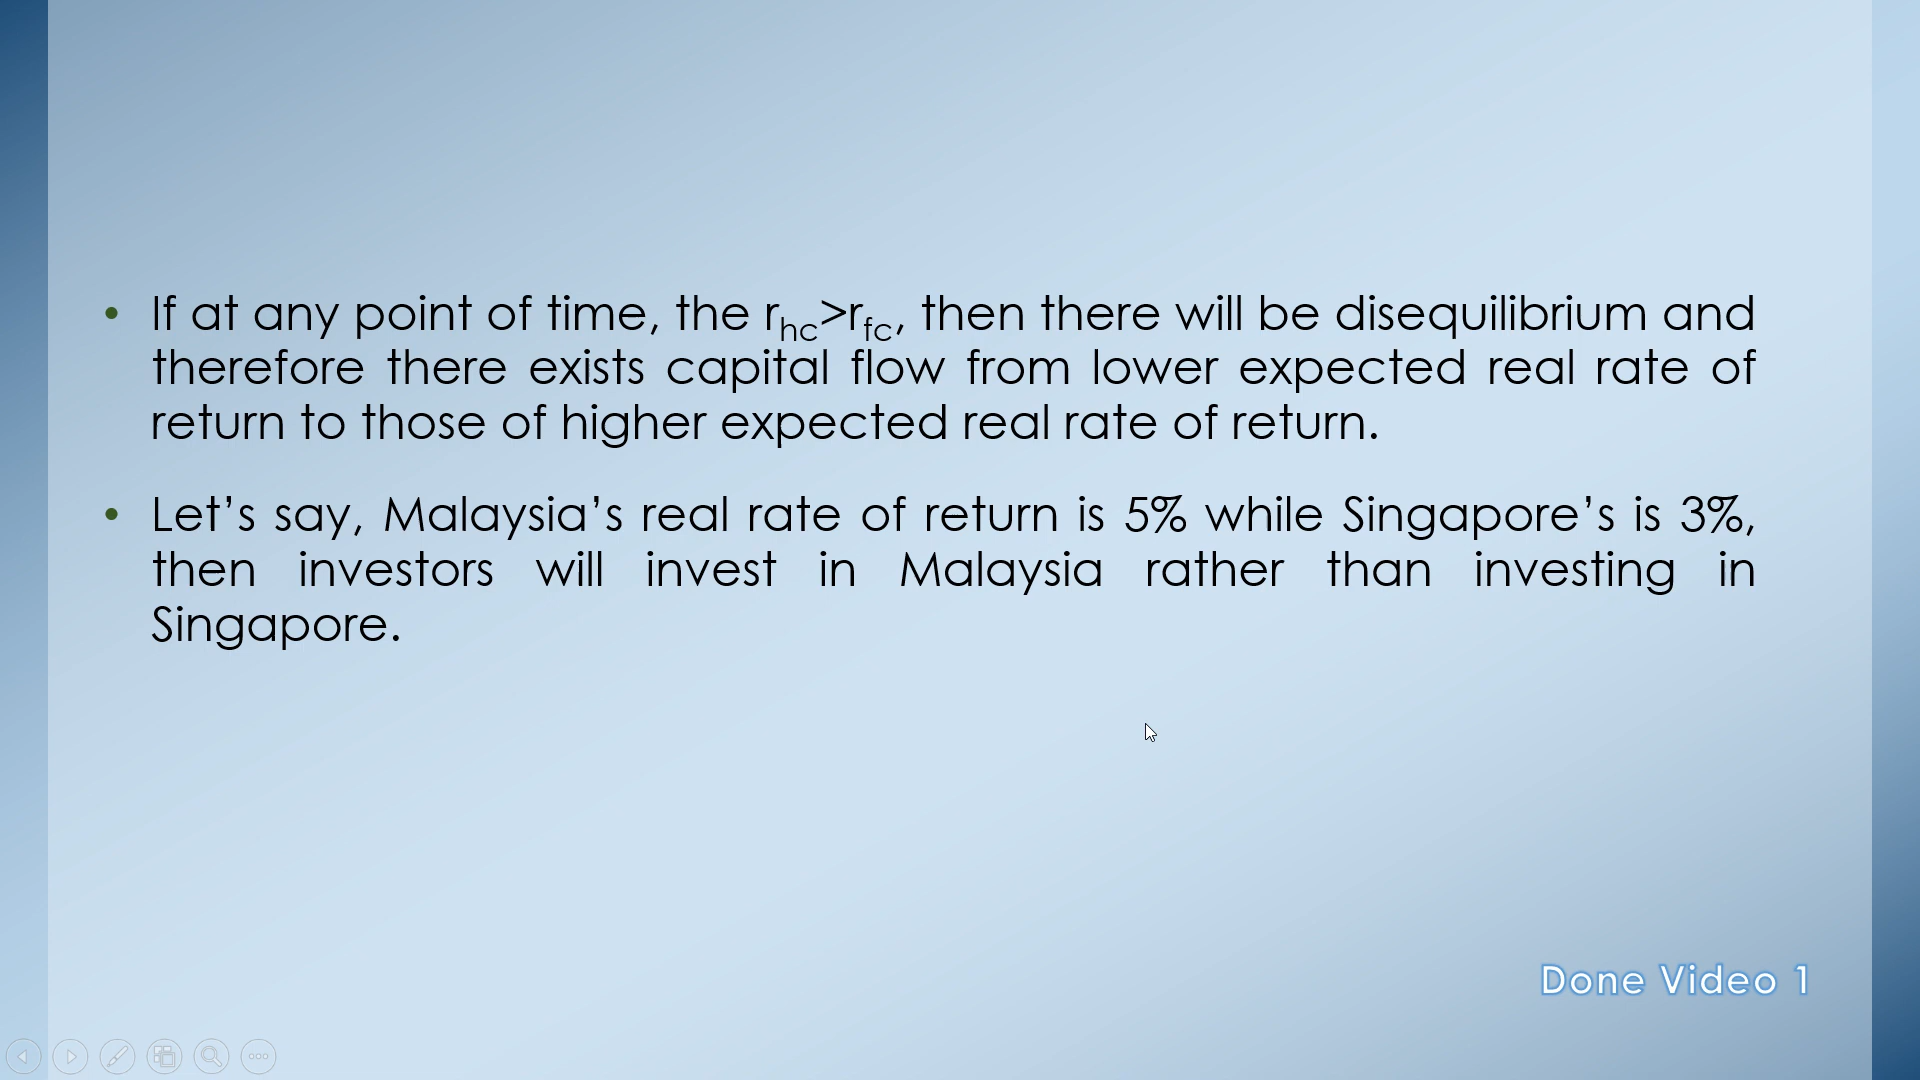 • If at any point of time, the rhc>rfc, then there will be disequilibrium and
therefore there exists capital flow from lower expected real rate of
return to those of higher expected real rate of return.
• Let’s say, Malaysia’s real rate of return is 5% while Singapore’s is 3%,
then investors will invest in Malaysia rather than investing in
Singapore.
Done Video 1